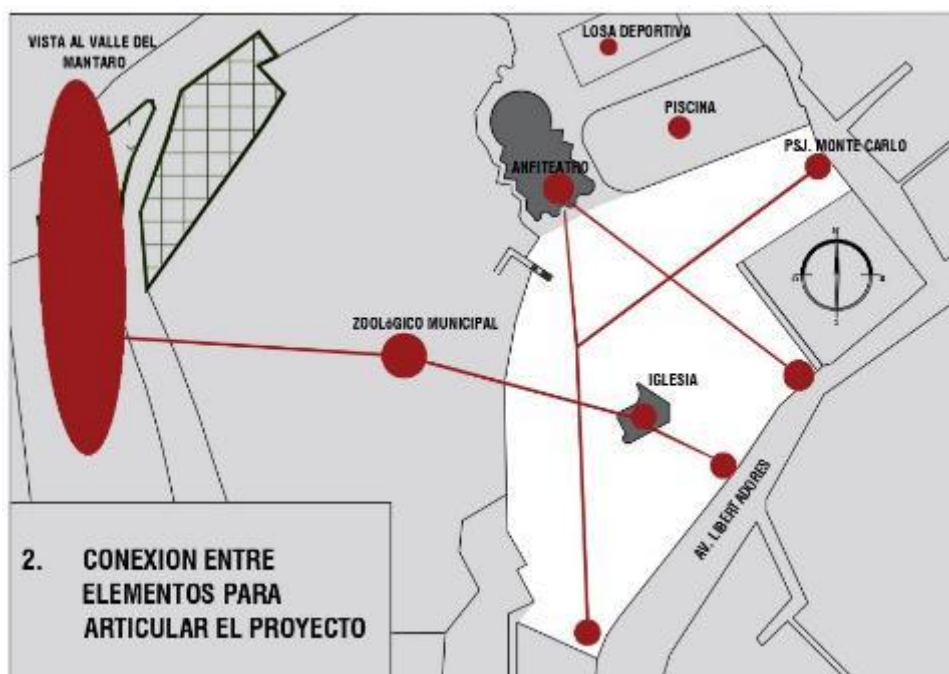 VISTA AL VALLE DEL
MANTARO
LOSA DEPORTIVA
PISCINA
PSJ. MONTE CARLO
ANFITEATRO
N
O
E
S
ZOOLóGICO MUNICIPAL
IGLESIA
AV. LIBERTADORES
2. CONEXION ENTRE
ELEMENTOS PARA
ARTICULAR EL PROYECTO